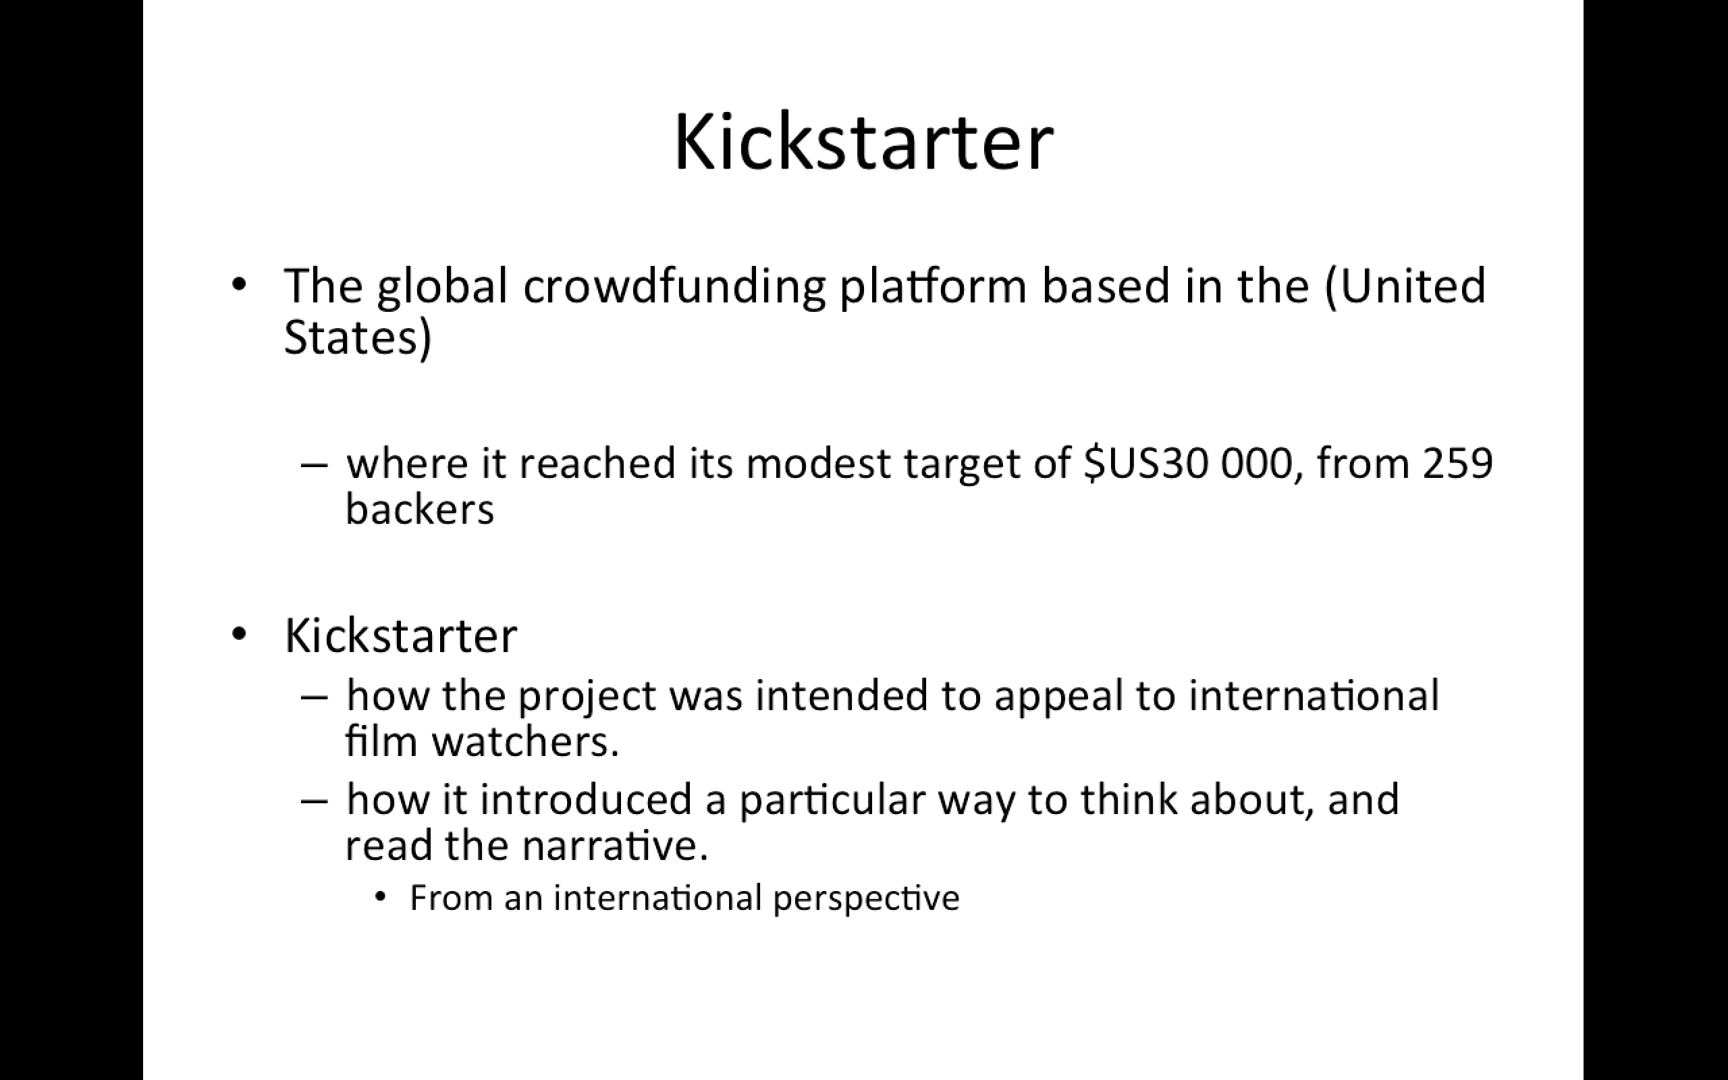 Kickstarter
• The global crowdfunding platform based in the (United
States)
– where it reached its modest target of $US30 000, from 259
backers
• Kickstarter
– how the project was intended to appeal to international
film watchers.
– how it introduced a particular way to think about, and
read the narrative.
• From an international perspective